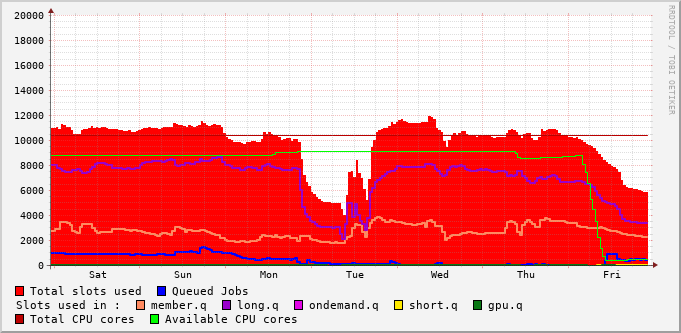 RRDTOOL / TOBI OETIKER
20000
18000
16000
14000
12000
10000
8000
6000
4000
2000
0
Sat Sun Mon Tue Wed Thu Fri
Total slots used Queued Jobs
Slots used in : member.q long.q ondemand.q short.q gpu.q
Total CPU cores Available CPU cores